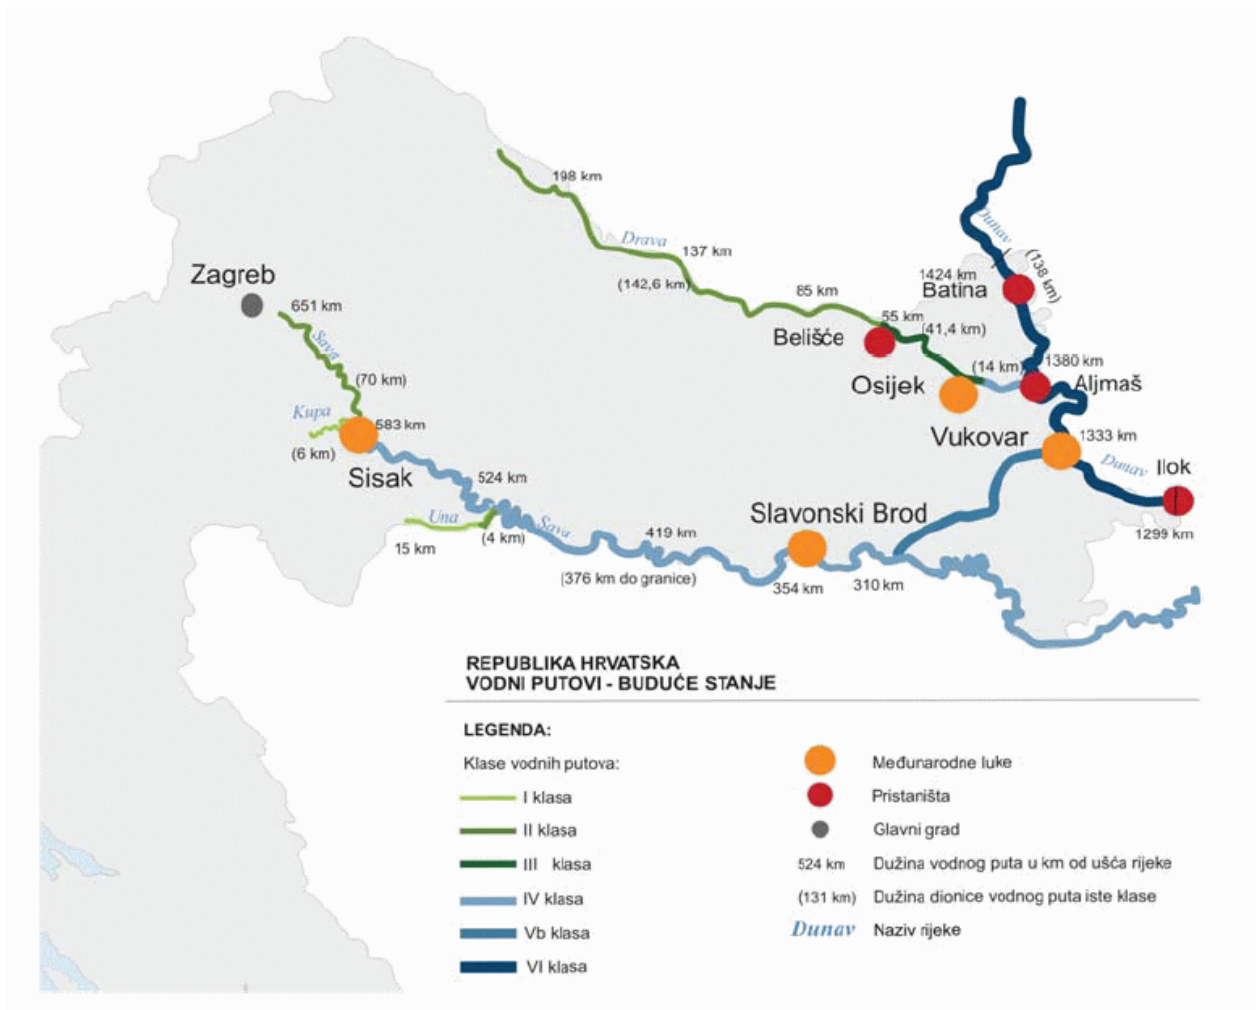 198 km
Drava
137 km
(142,6 km)
85 km
Dunav
(138 km)
1424 km
Batina
Zagreb
651 km
Sava
(70 km)
Kupa
583 km
(6 km)
Sisak
55 km
(41,4 km)
Belišće
Osijek
(14 km)
1380 km
Aljmaš
Vukovar
1333 km
Dunav
Ilok
1299 km
524 km
Una
15 km
(4 km)
Sava
419 km
(376 km do granice)
Slavonski Brod
354 km
310 km
REPUBLIKA HRVATSKA
VODNI PUTOVI - BUDUĆE STANJE
LEGENDA:
Klase vodnih putova:
I klasa
II klasa
III klasa
IV klasa
Vb klasa
VI klasa
Međunarodne luke
Pristaništa
Glavni grad
524 km Dužina vodnog puta u km od ušća rijeke
(131 km) Dužina dionice vodnog puta iste klase
Dunav Naziv rijeke